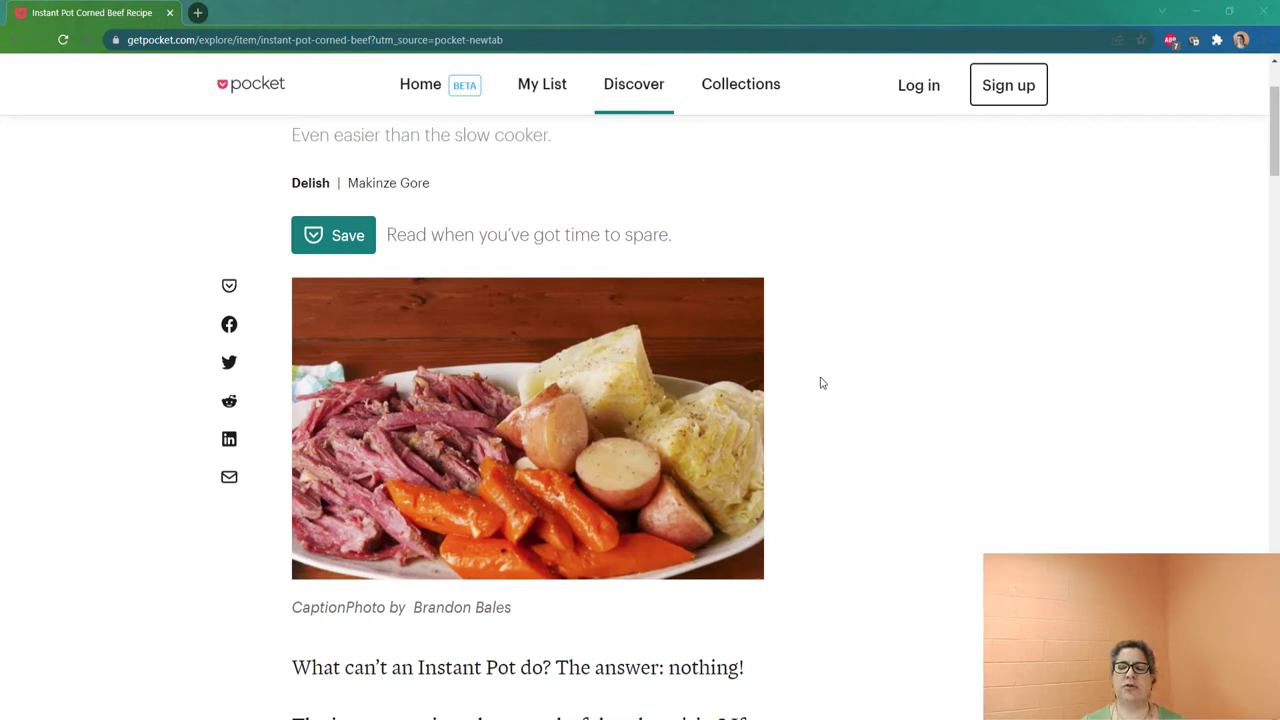 Instant Pot Corned Beef Recipe
getpocket.com/explore/item/instant-pot-corned-beef?utm_source=pocket-newtab
pocket
Home BETA My List Discover Collections Log in Sign up
Even easier than the slow cooker.
Delish | Makinze Gore
Save Read when you've got time to spare.
CaptionPhoto by Brandon Bales
What can't an Instant Pot do? The answer: nothing!